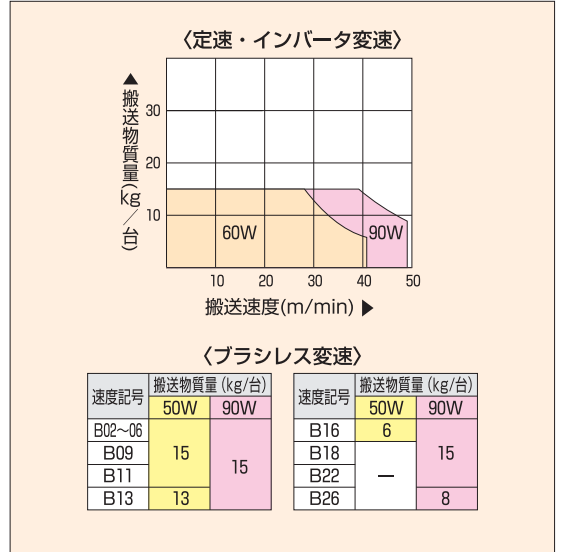 〈定速・インバータ変速〉
▲搬送物質量(kg/台)
30
20
10
60W
90W
10 20 30 40 50
搬送速度(m/min) ▶
〈ブラシレス変速〉
速度記号 搬送物質量(kg/台)
50W 90W
B02～06 15 15
B09
B11
B13 13
速度記号 搬送物質量(kg/台)
50W 90W
B16 6 15
B18 －
B22
B26 8